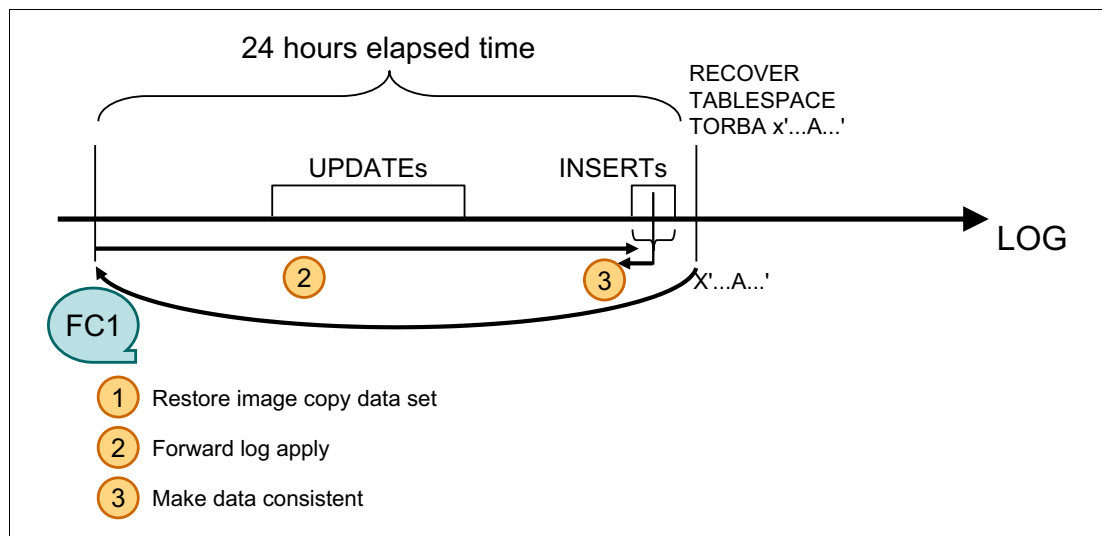 24 hours elapsed time
RECOVER
TABLESPACE
TORBA x'...A...'
UPDATEs
INSERTs
LOG
2
3
X'...A...'
FC1
1 Restore image copy data set
2 Forward log apply
3 Make data consistent